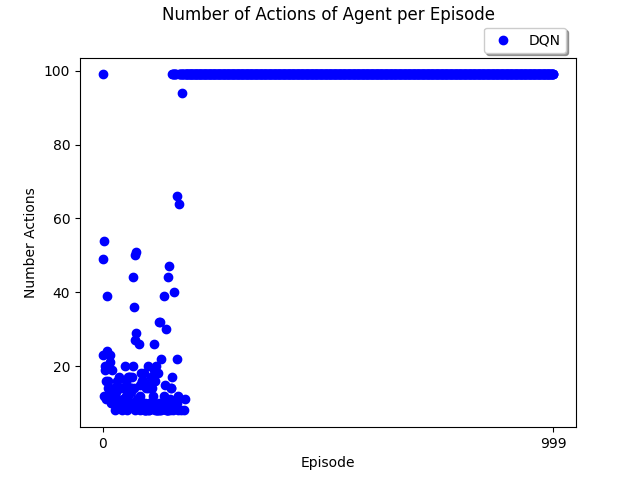 Number of Actions of Agent per Episode
DQN
Number Actions
100
80
60
40
20
0
999
Episode